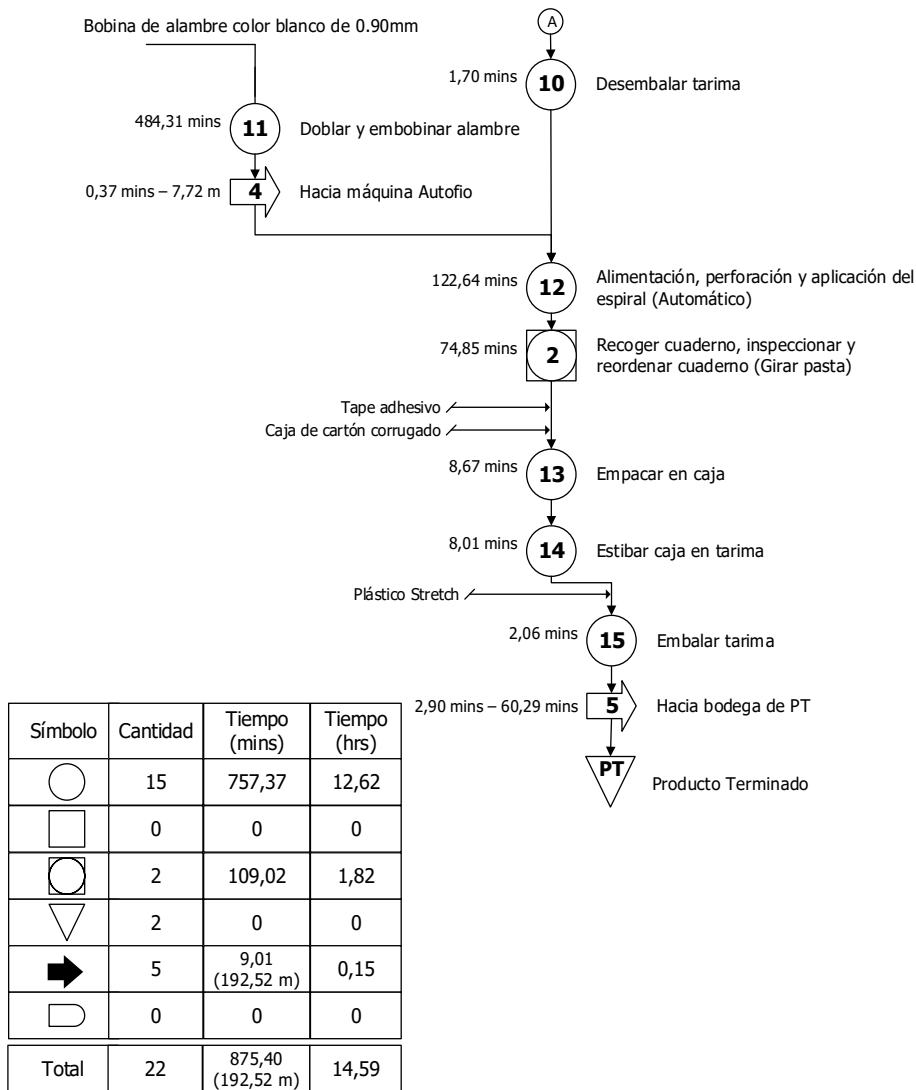 Bobina de alambre color blanco de 0.90mm
A
1,70 mins
10
Desembalar tarima
484,31 mins
11
Doblar y embobinar alambre
0,37 mins – 7,72 m
4
Hacia máquina Autofio
122,64 mins
12
Alimentación, perforación y aplicación del
espiral (Automático)
74,85 mins
2
Recoger cuaderno, inspeccionar y
reordenar cuaderno (Girar pasta)
Tape adhesivo
Caja de cartón corrugado
8,67 mins
13
Empacar en caja
8,01 mins
14
Estibar caja en tarima
Plástico Stretch
2,06 mins
15
Embalar tarima
2,90 mins – 60,29 mins
5
Hacia bodega de PT
PT
Producto Terminado
Símbolo Cantidad Tiempo (mins) Tiempo (hrs)
15 757,37 12,62
0 0 0
2 109,02 1,82
2 0 0
5 9,01 (192,52 m) 0,15
0 0 0
Total 22 875,40 (192,52 m) 14,59